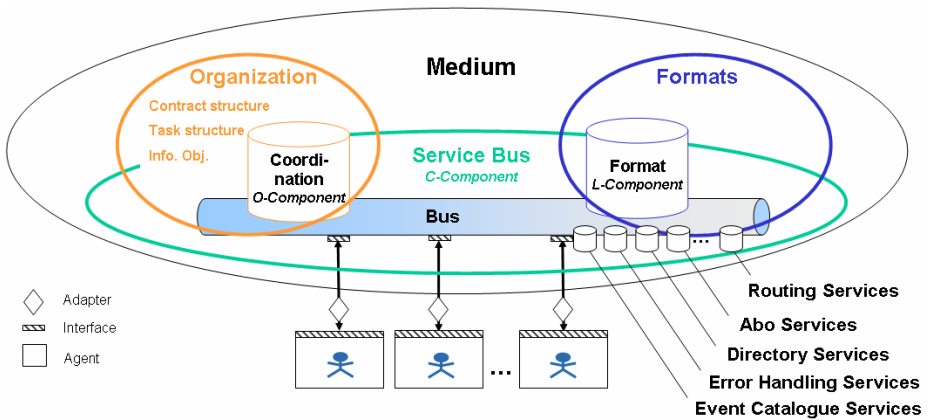 Medium
Organization
Contract structure
Task structure
Info. Obj.
Formats
Coordi-
nation
O-Component
Service Bus
C-Component
Format
L-Component
Bus
...
Adapter
Interface
Agent
...
Routing Services
Abo Services
Directory Services
Error Handling Services
Event Catalogue Services